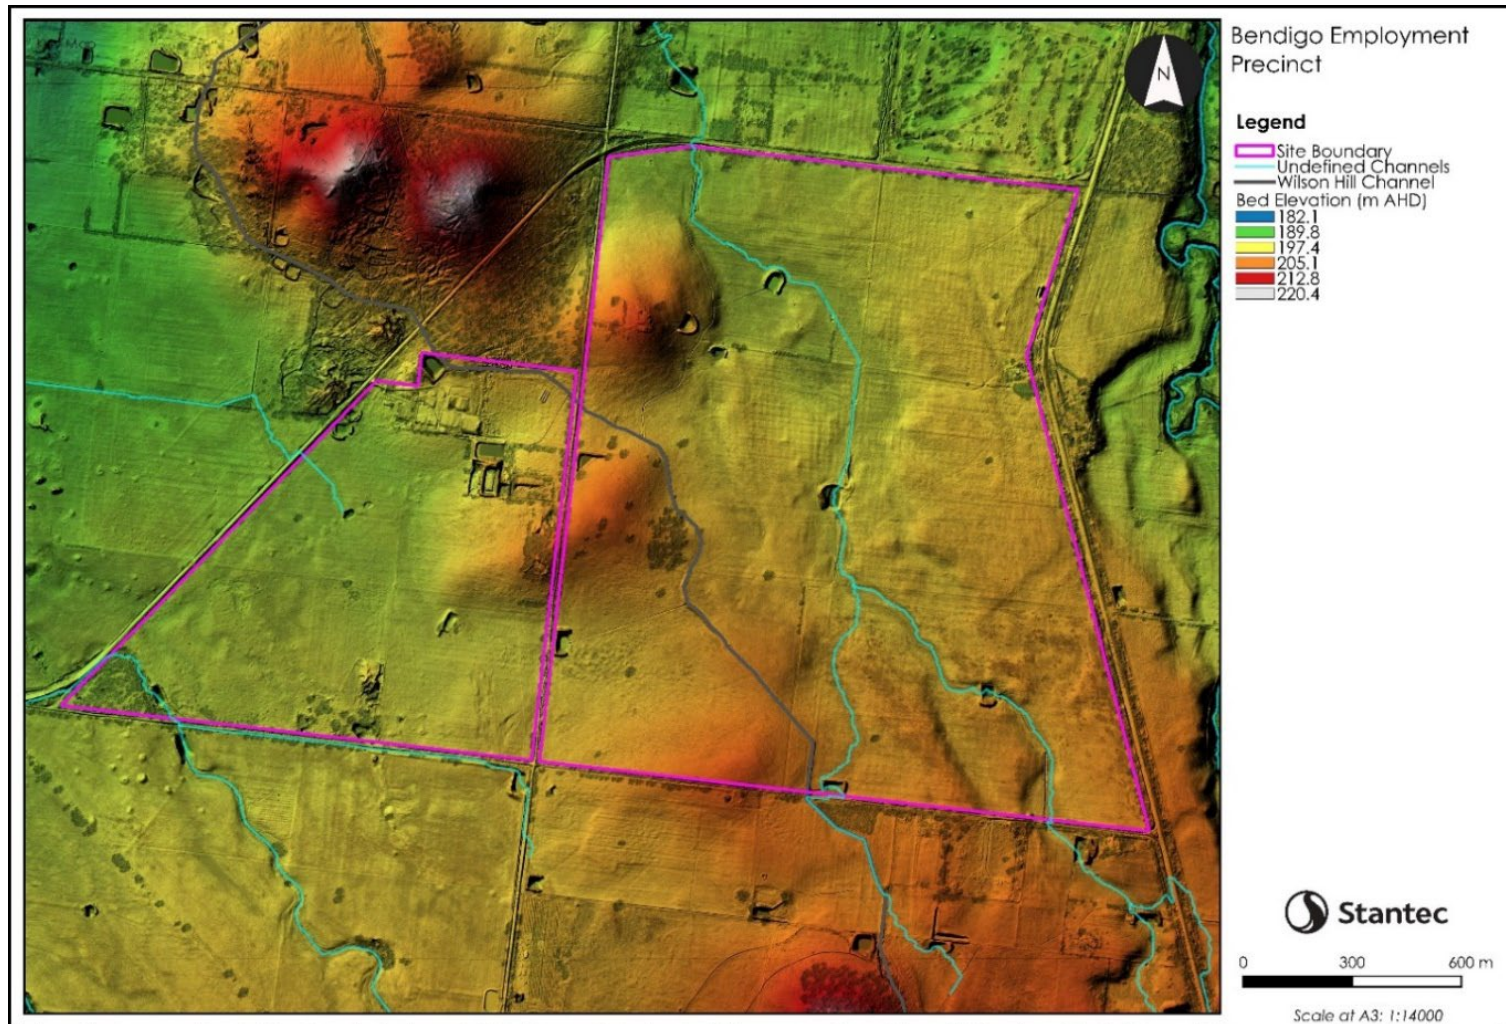 Bendigo Employment
Precinct
N
Legend
Site Boundary
Undefined Channels
Wilson Hill Channel
Bed Elevation (m AHD)
182.1
189.8
197.4
205.1
212.8
220.4
Stantec
0 300 600 m
Scale at A3: 1:14000